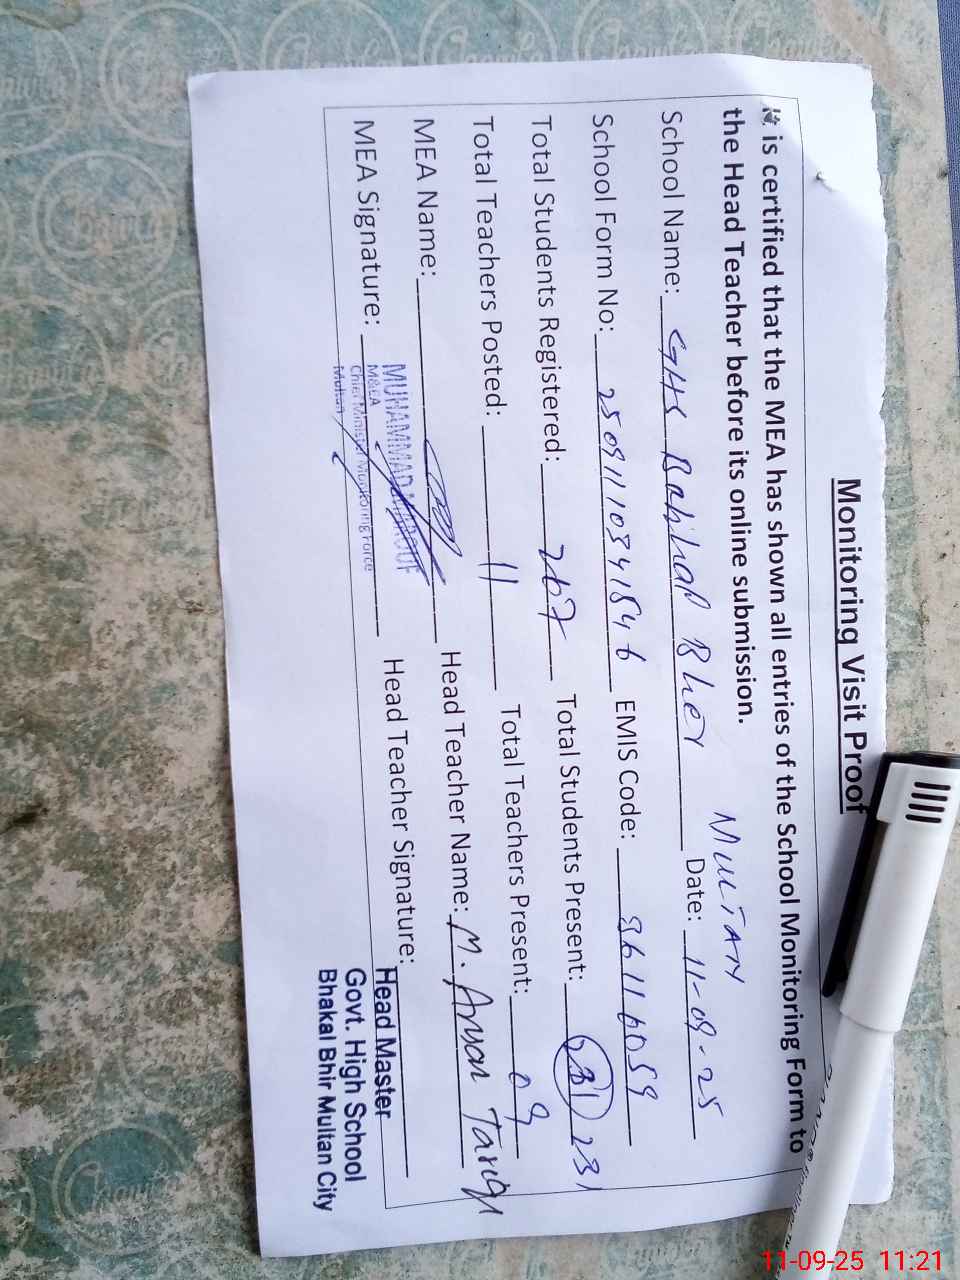 Monitoring Visit Proof
It is certified that the MEA has shown all entries of the School Monitoring Form to
the Head Teacher before its online submission.
MULTAN
School Name: GHS Bher Date: 11-09-25
School Form No: EMIS Code: 36116059
Total Students Registered: 267 Total Students Present: 231 231
Total Teachers Posted: 11 Total Teachers Present: 09
MEA Name: Head Teacher Name: M. Tariq
MEA Signature: Head Teacher Signature:
MUHAMMAD
M&EA
Chief Minister Monitoring Force
Multan
Head Master
Govt. High School
Bhakal Bhir Multan City
11-09-25 11:21